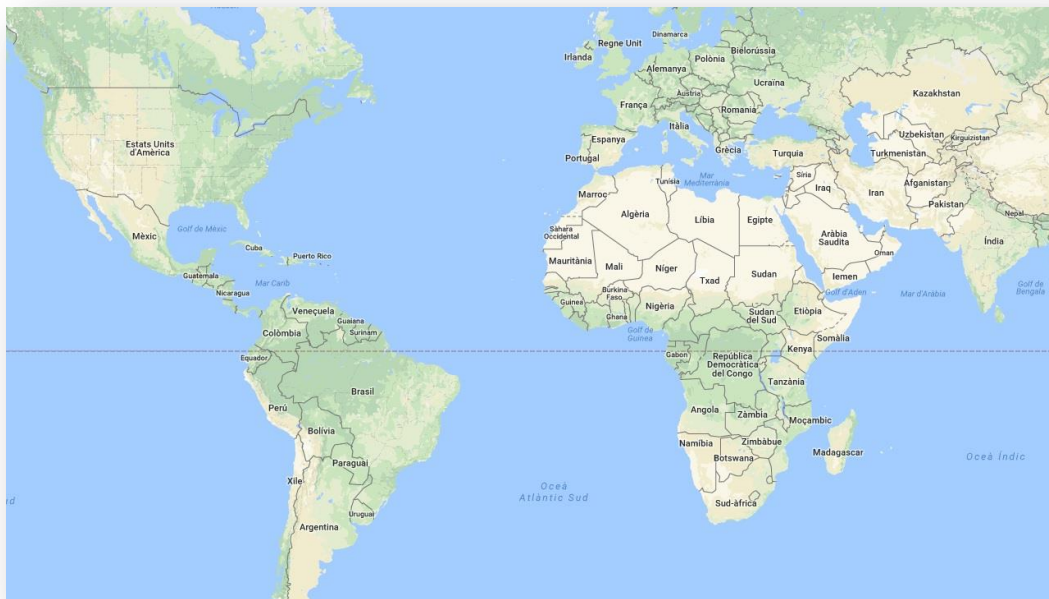 Dinamarca
Regne Unit
Irlanda
Bielorússia
Polònia
Alemanya
Ucraïna
Kazakhstan
Àustria
França
Romania
Itàlia
Uzbekistan
Kirguizistan
Estats Units
d'Amèrica
Espanya
Grècia
Portugal
Turquia
Turkmenistan
Mar
Mediterrània
Tunísia
Síria
Afganistan
Iraq
Iran
Marroc
Pakistan
Algèria
Líbia
Egipte
Nepal
Golf de Mèxic
Sàhara
Occidental
Aràbia
Saudita
Mèxic
Índia
Cuba
Oman
Puerto Rico
Mauritània
Mali
Níger
Txad
Sudan
Iemen
Guatemala
Mar Carib
Golf d'Aden
Mar d'Aràbia
Golf de
Bengala
Nicaragua
Burkina
Faso
Guinea
Nigèria
Ghana
Sudan
del Sud
Etiòpia
Veneçuela
Guaiana
Surinam
Colòmbia
Golf de
Guinea
Somàlia
Kenya
Equador
Gabon
República
Democràtica
del Congo
Tanzània
Brasil
Perú
Angola
Zàmbia
Moçambic
Bolívia
Namíbia
Zimbàbue
Madagascar
Botswana
Oceà Índic
Paraguai
Xile
Oceà
Atlàntic Sud
Sud-àfrica
Uruguai
Argentina